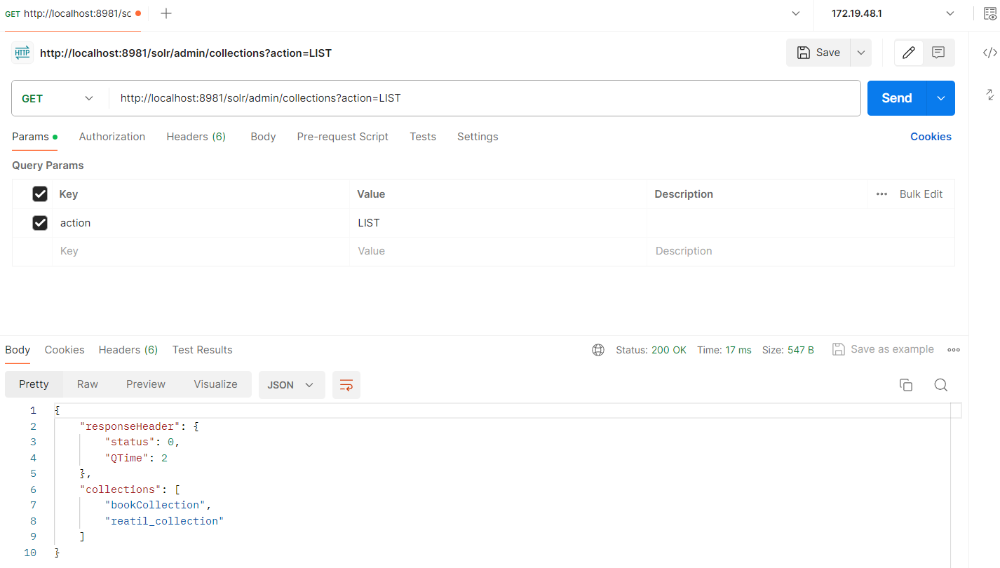 GET http://localhost:8981/sc
172.19.48.1
HTTP http://localhost:8981/solr/admin/collections?action=LIST
Save
GET http://localhost:8981/solr/admin/collections?action=LIST Send
Params Authorization Headers (6) Body Pre-request Script Tests Settings Cookies
Query Params
Key Value Description Bulk Edit
action LIST
Key Value Description
Body Cookies Headers (6) Test Results Status: 200 OK Time: 17 ms Size: 547 B Save as example
Pretty Raw Preview Visualize JSON
1 {
2 "responseHeader": {
3 "status": 0,
4 "QTime": 2
5 },
6 "collections": [
7 "bookCollection",
8 "reatil_collection"
9 ]
10 }